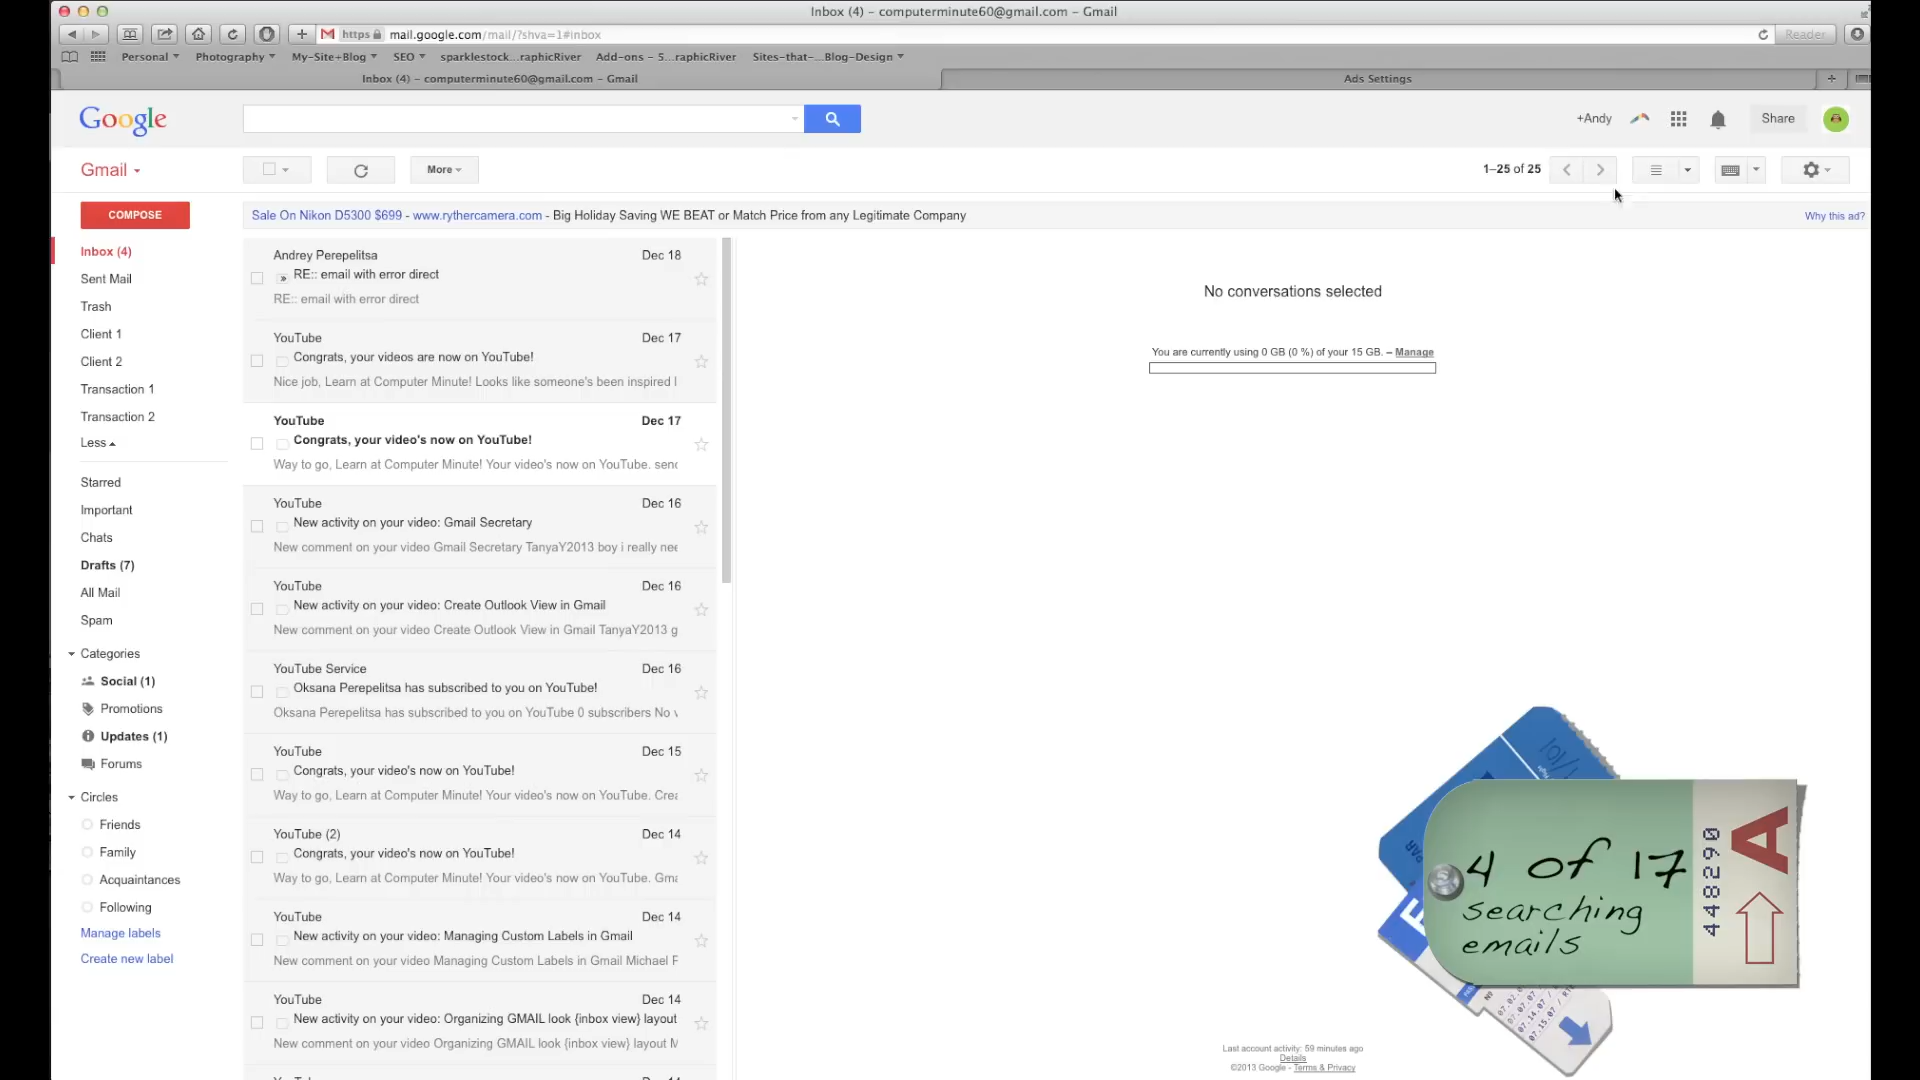 Inbox (4) – computerminute60@gmail.com – Gmail
https mail.google.com/mail/?shva=1#inbox
Reader
Personal Photography My-Site+Blog SEO sparklestock...raphicRiver Add-ons – 5...raphicRiver Sites-that-...Blog-Design
Inbox (4) – computerminute60@gmail.com – Gmail
Ads Settings
Google
+Andy
Share
Gmail
More
1–25 of 25
COMPOSE
Sale On Nikon D5300 $699 - www.rythercamera.com - Big Holiday Saving WE BEAT or Match Price from any Legitimate Company
Why this ad?
Inbox (4)
Sent Mail
Trash
Client 1
Client 2
Transaction 1
Transaction 2
Less
Starred
Important
Chats
Drafts (7)
All Mail
Spam
Categories
Social (1)
Promotions
Updates (1)
Forums
Circles
Friends
Family
Acquaintances
Following
Manage labels
Create new label
Andrey Perepelitsa Dec 18
» RE:: email with error direct
RE:: email with error direct
YouTube Dec 17
Congrats, your videos are now on YouTube!
Nice job, Learn at Computer Minute! Looks like someone's been inspired l
YouTube Dec 17
Congrats, your video's now on YouTube!
Way to go, Learn at Computer Minute! Your video's now on YouTube. senc
YouTube Dec 16
New activity on your video: Gmail Secretary
New comment on your video Gmail Secretary TanyaY2013 boy i really nee
YouTube Dec 16
New activity on your video: Create Outlook View in Gmail
New comment on your video Create Outlook View in Gmail TanyaY2013 g
YouTube Service Dec 16
Oksana Perepelitsa has subscribed to you on YouTube!
Oksana Perepelitsa has subscribed to you on YouTube 0 subscribers No v
YouTube Dec 15
Congrats, your video's now on YouTube!
Way to go, Learn at Computer Minute! Your video's now on YouTube. Crea
YouTube (2) Dec 14
Congrats, your video's now on YouTube!
Way to go, Learn at Computer Minute! Your video's now on YouTube. Gma
YouTube Dec 14
New activity on your video: Managing Custom Labels in Gmail
New comment on your video Managing Custom Labels in Gmail Michael F
YouTube Dec 14
New activity on your video: Organizing GMAIL look {inbox view} layout
New comment on your video Organizing GMAIL look {inbox view} layout M
No conversations selected
You are currently using 0 GB (0 %) of your 15 GB. – Manage
4 of 17
searching
emails
448290
A
Last account activity: 59 minutes ago
Details
©2013 Google - Terms & Privacy